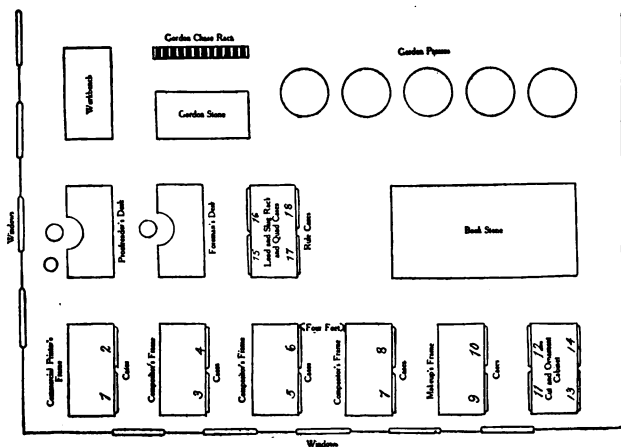 Gordon Chase Rack
Gordon Pigeons
Workbench
Gordon Stone
Windows
Proofreader's Desk
Foreman's Desk
16
18
Lead and Slug Rack
and Quad Cases
15
17
Rule Cases
Book Stone
Commercial Printer's
Frame
2
1
Cases
Compositor's Frame
4
3
Cases
Compositor's Frame
6
5
Cases
Four Feet
Compositor's Frame
8
7
Cases
Makeup's Frame
10
9
Cases
12
14
Cut and Ornament
Cabinet
11
13
Windows